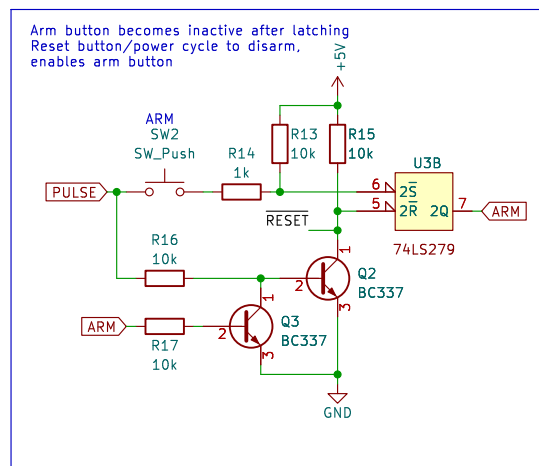 Arm button becomes inactive after latching
Reset button/power cycle to disarm,
enables arm button
+5V
ARM
SW2
SW_Push
R14
1k
R13
10k
R15
10k
U3B
PULSE
6
2S
5
2R
2Q
7
ARM
RESET
74LS279
R16
10k
1
2
Q2
BC337
3
ARM
R17
10k
1
2
Q3
BC337
3
GND